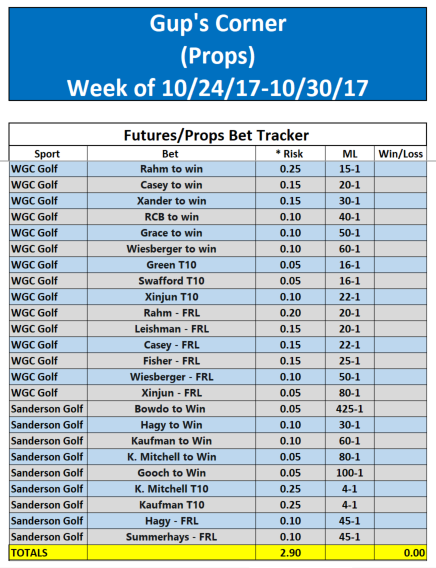 Gup's Corner
(Props)
Week of 10/24/17-10/30/17
Futures/Props Bet Tracker
Sport Bet * Risk ML Win/Loss
WGC Golf Rahm to win 0.25 15-1
WGC Golf Casey to win 0.15 20-1
WGC Golf Xander to win 0.15 30-1
WGC Golf RCB to win 0.10 40-1
WGC Golf Grace to win 0.10 50-1
WGC Golf Wiesberger to win 0.10 60-1
WGC Golf Green T10 0.05 16-1
WGC Golf Swafford T10 0.05 16-1
WGC Golf Xinjun T10 0.10 22-1
WGC Golf Rahm - FRL 0.20 20-1
WGC Golf Leishman - FRL 0.15 20-1
WGC Golf Casey - FRL 0.15 22-1
WGC Golf Fisher - FRL 0.15 25-1
WGC Golf Wiesberger - FRL 0.10 50-1
WGC Golf Xinjun - FRL 0.05 80-1
Sanderson Golf Bowdo to Win 0.05 425-1
Sanderson Golf Hagy to Win 0.10 30-1
Sanderson Golf Kaufman to Win 0.10 60-1
Sanderson Golf K. Mitchell to Win 0.05 80-1
Sanderson Golf Gooch to Win 0.05 100-1
Sanderson Golf K. Mitchell T10 0.25 4-1
Sanderson Golf Kaufman T10 0.25 4-1
Sanderson Golf Hagy - FRL 0.10 45-1
Sanderson Golf Summerhays - FRL 0.10 45-1
TOTALS 2.90 0.00